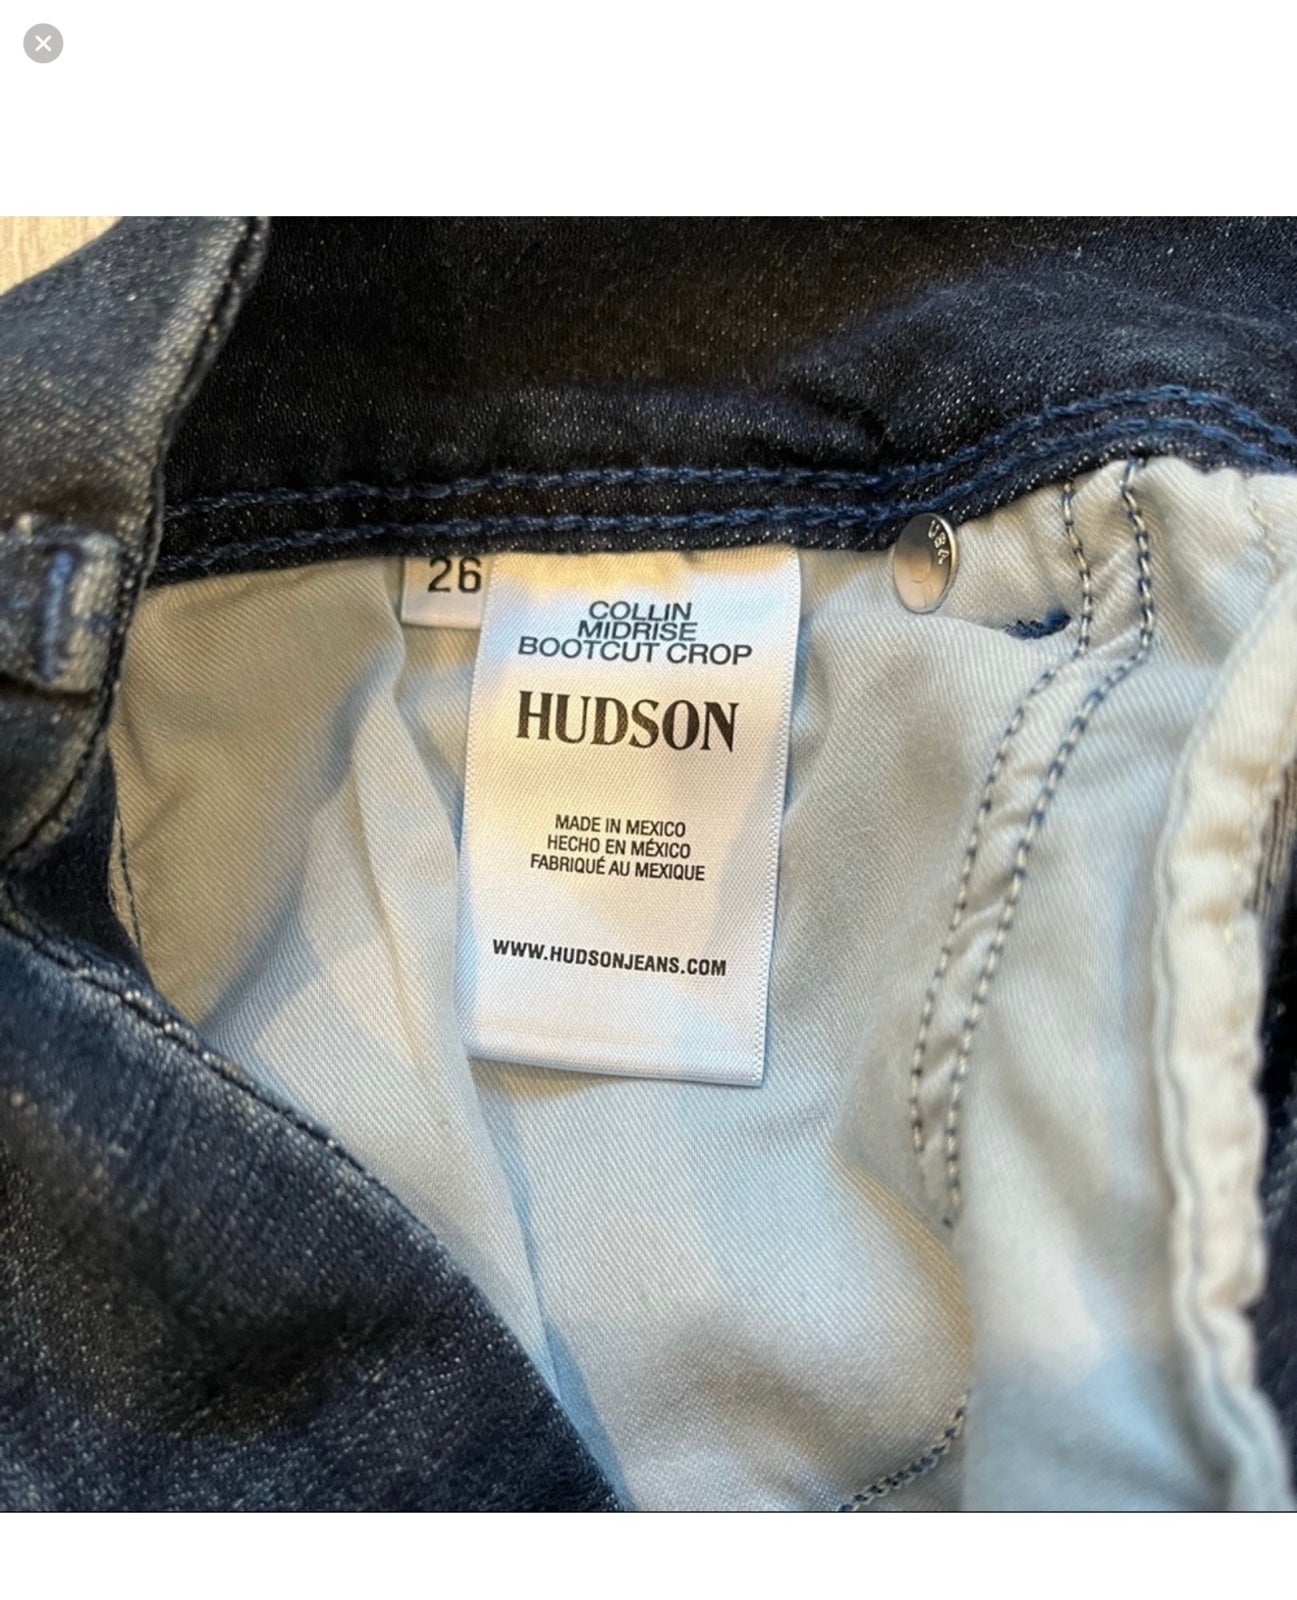 26
COLLIN
MIDRISE
BOOTCUT CROP
HUDSON
MADE IN MEXICO
HECHO EN MÉXICO
FABRIQUÉ AU MEXIQUE
WWW.HUDSONJEANS.COM